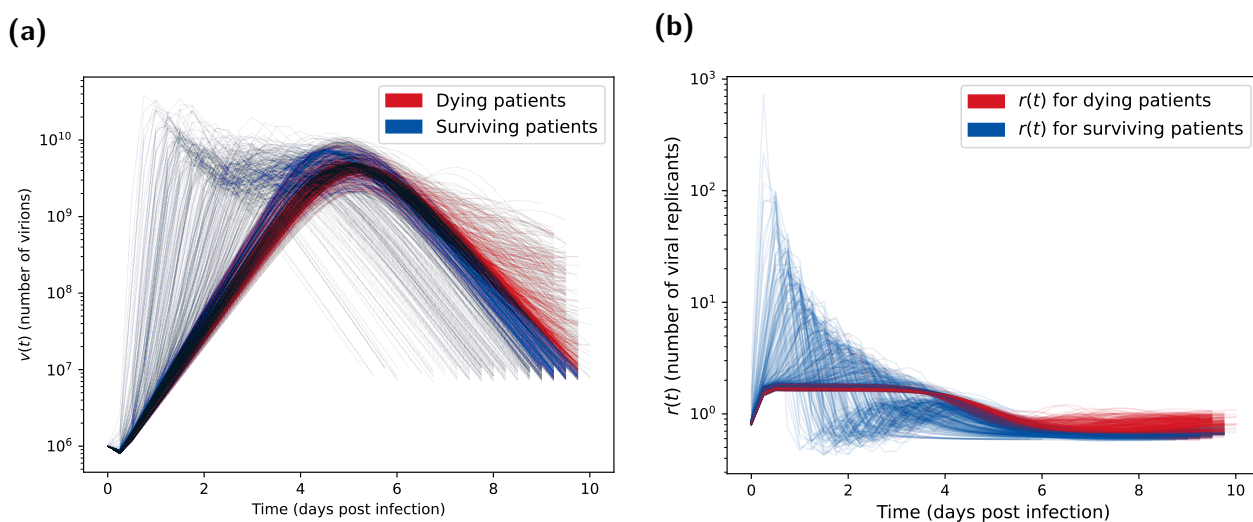 (a)
v(t) (number of virions)
10^10
10^9
10^8
10^7
10^6
Dying patients
Surviving patients
0 2 4 6 8 10
Time (days post infection)
(b)
r(t) (number of viral replicants)
10^3
10^2
10^1
10^0
r(t) for dying patients
r(t) for surviving patients
0 2 4 6 8 10
Time (days post infection)